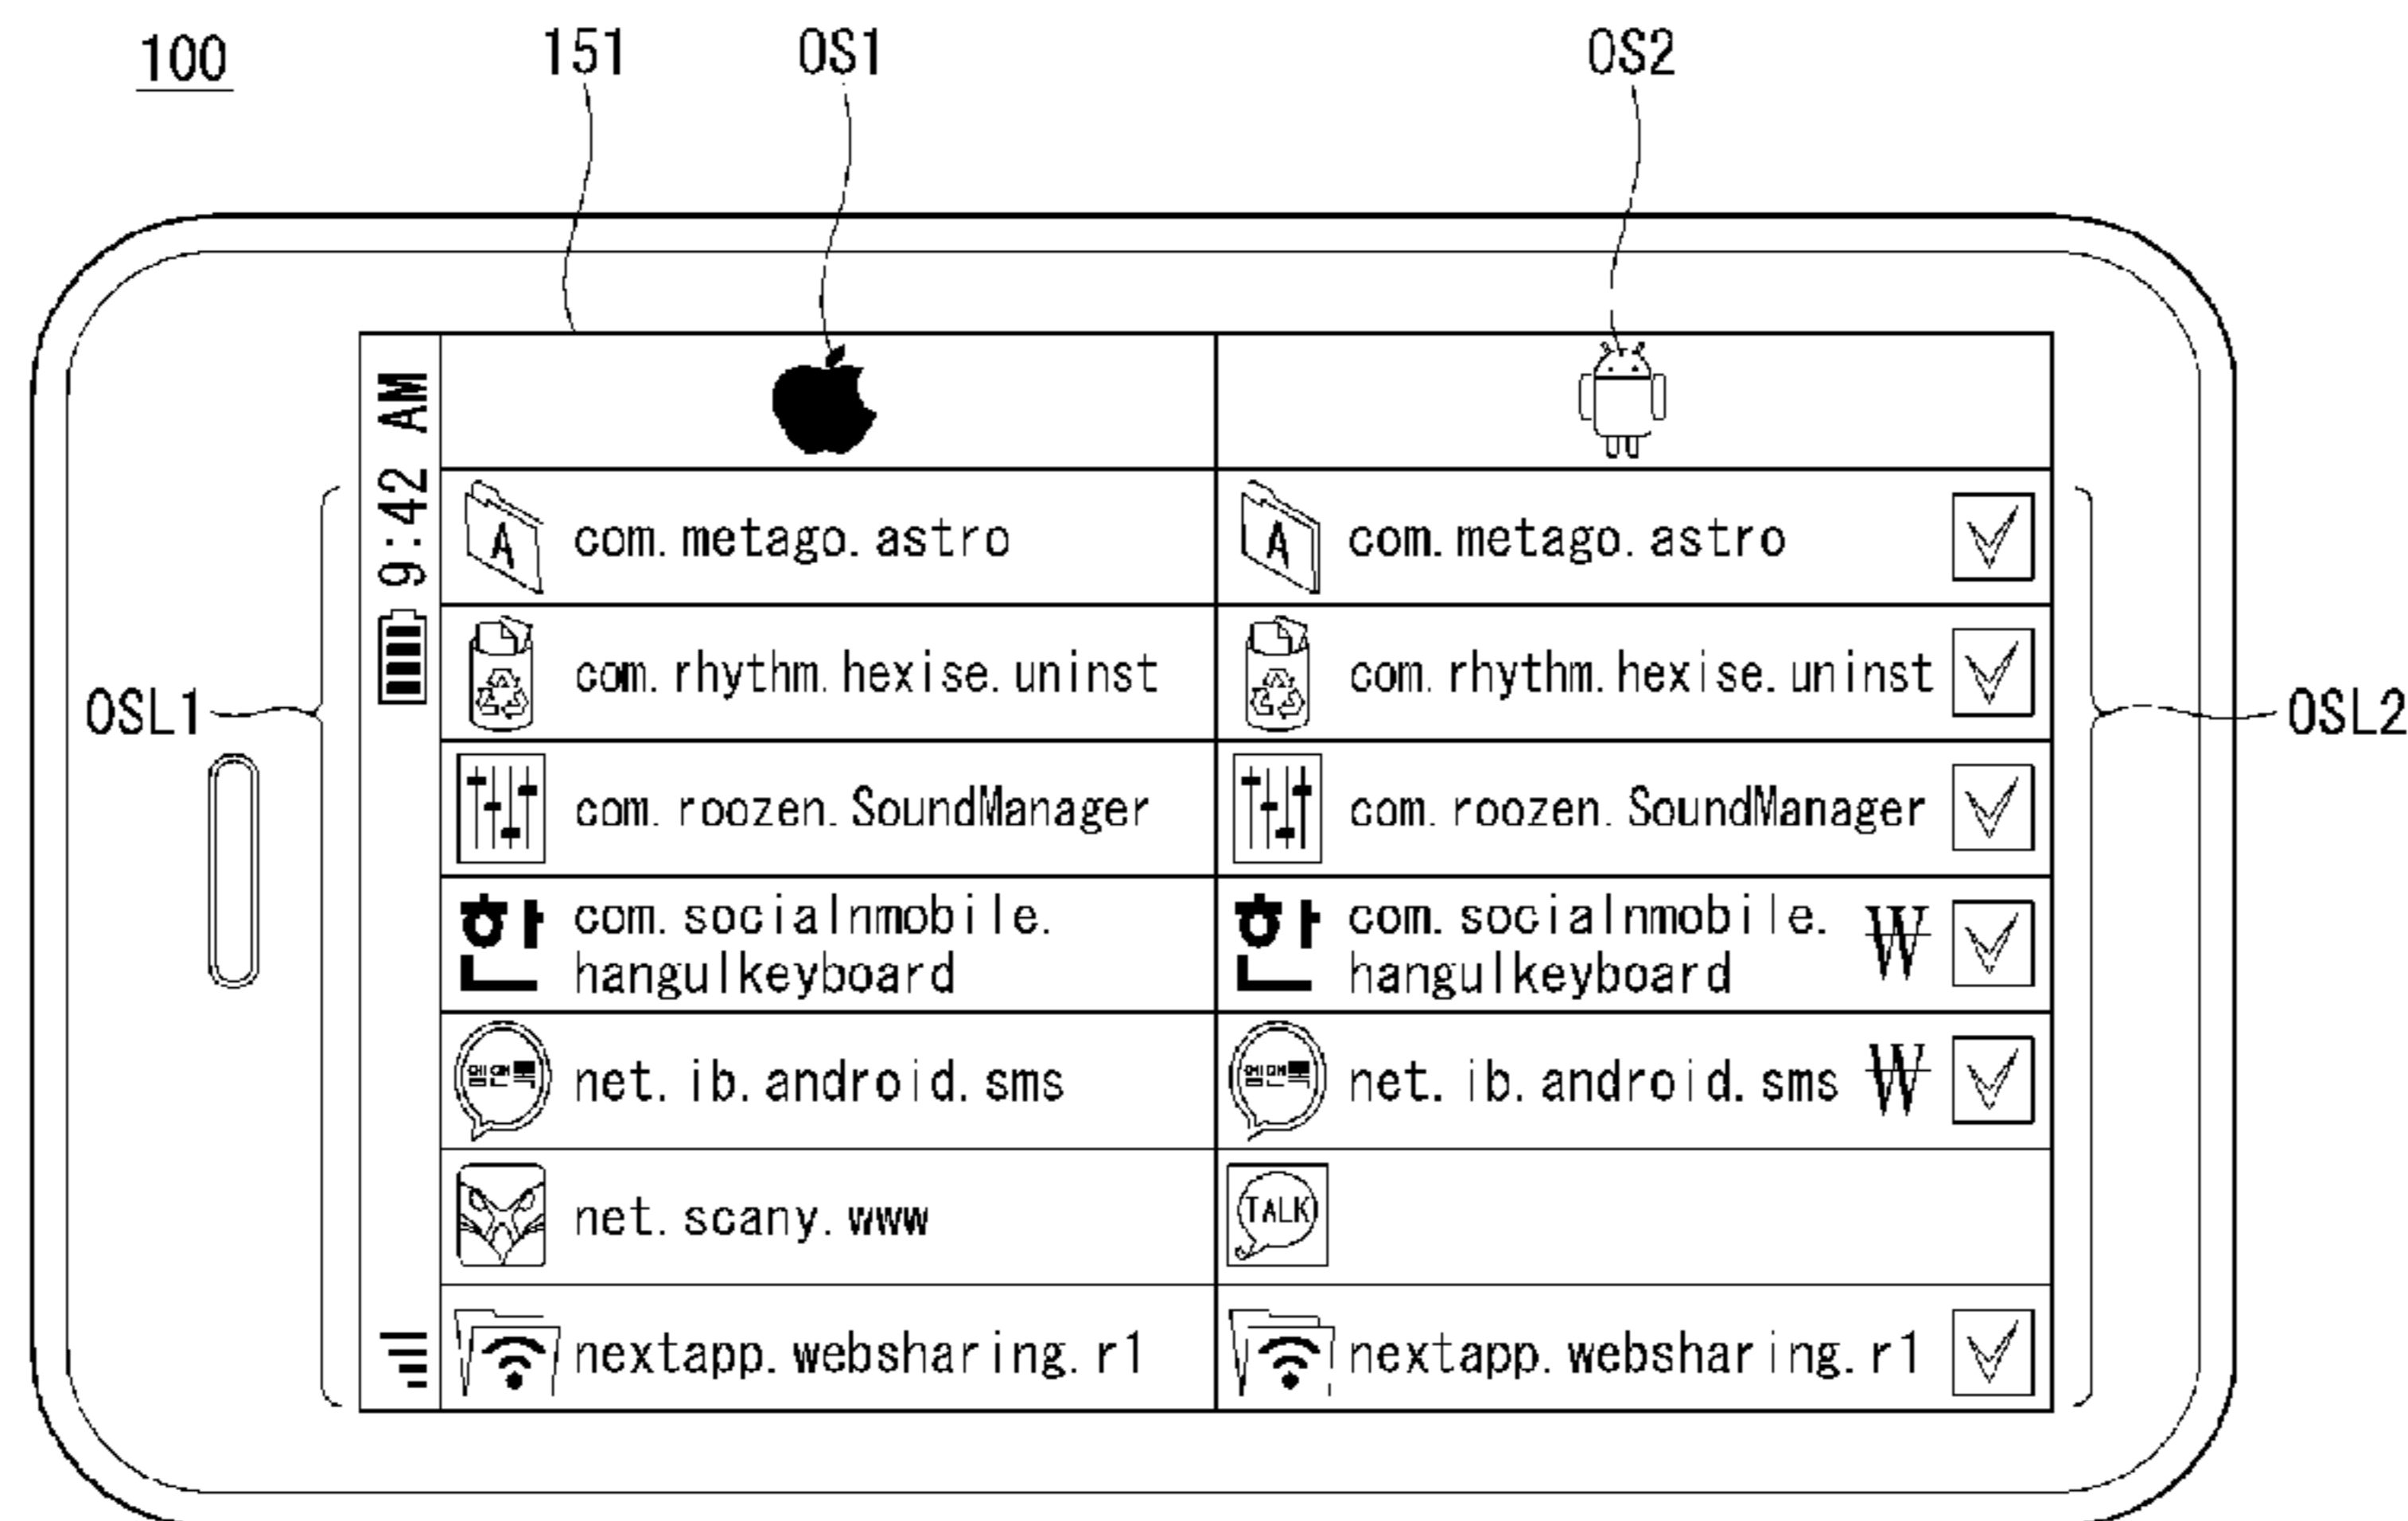 100
151
OS1
OS2
9:42 AM
A com.metago.astro
A com.metago.astro
com.rhythm.hexise.uninst
com.rhythm.hexise.uninst
OSL1
OSL2
com.roozen.SoundManager
com.roozen.SoundManager
한 com.socialnmobile.
hangulkeyboard
한 com.socialnmobile. ₩
hangulkeyboard
net.ib.android.sms
net.ib.android.sms ₩
net.scany.www
TALK
nextapp.websharing.r1
nextapp.websharing.r1